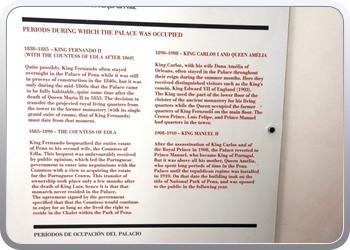 PERIODS DURING WHICH THE PALACE WAS OCCUPIED
1838-1885 – KING FERNANDO II
(WITH THE COUNTESS OF EDLA AFTER 1869)
Quite possibly, King Fernando often stayed
overnight in the Palace of Pena while it was still
in process of construction in the 1840s, but it was
only during the mid-1860s that the Palace came
to be fully habitable, quite some time after the
death of Queen Maria II in 1853. The decision to
transfer the projected royal living quarters from
the tower to the former monastery (with its single
grand suite of rooms, that of King Fernando)
must date from that moment.
1885-1890 – THE COUNTESS OF EDLA
King Fernando bequeathed the entire estate
of Pena to his second wife, the Countess of
Edla. This bequest was unfavourably received
by public opinion, which led the Portuguese
government to enter into negotiations with the
Countess with a view to acquiring the estate
for the Portuguese Crown. This transfer of
ownership took place only a few months after
the death of King Luís; hence it is that that
monarch never resided in the Palace.
The agreement signed by the government
specified that the Countess would continue
to enjoy for as long as she lived the right to
reside in the Chalet within the Park of Pena.
1890-1908 – KING CARLOS I AND QUEEN AMÉLIA
King Carlos, with his wife Dona Amélia of
Orleans, often stayed in the Palace throughout
their reign during the summer months. Here they
received distinguished visitors such as the King's
cousin, King Edward VII of England (1903).
The King used the part of the lower floor of the
cloister of the ancient monastery for his living
quarters while the Queen occupied the former
quarters of King Fernando on the main floor. The
Crown Prince, Luís Filipe, and Prince Manuel
had quarters in the tower.
1908-1910 – KING MANUEL II
After the assassination of King Carlos and of
the Royal Prince in 1908, the Palace reverted to
Prince Manuel, who became King of Portugal.
But it was above all his mother, Queen Amélia,
who spent long periods of time in the Pena
Palace until the republican regime was installed
in 1910. On that date the building took on the
title of National Park of Pena, and was opened
to the public in the following year.
PERÍODOS DE OCUPACIÓN DEL PALACIO